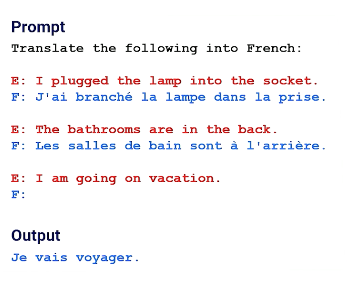 Prompt
Translate the following into French:
E: I plugged the lamp into the socket.
F: J'ai branché la lampe dans la prise.
E: The bathrooms are in the back.
F: Les salles de bain sont à l'arrière.
E: I am going on vacation.
F:
Output
Je vais voyager.